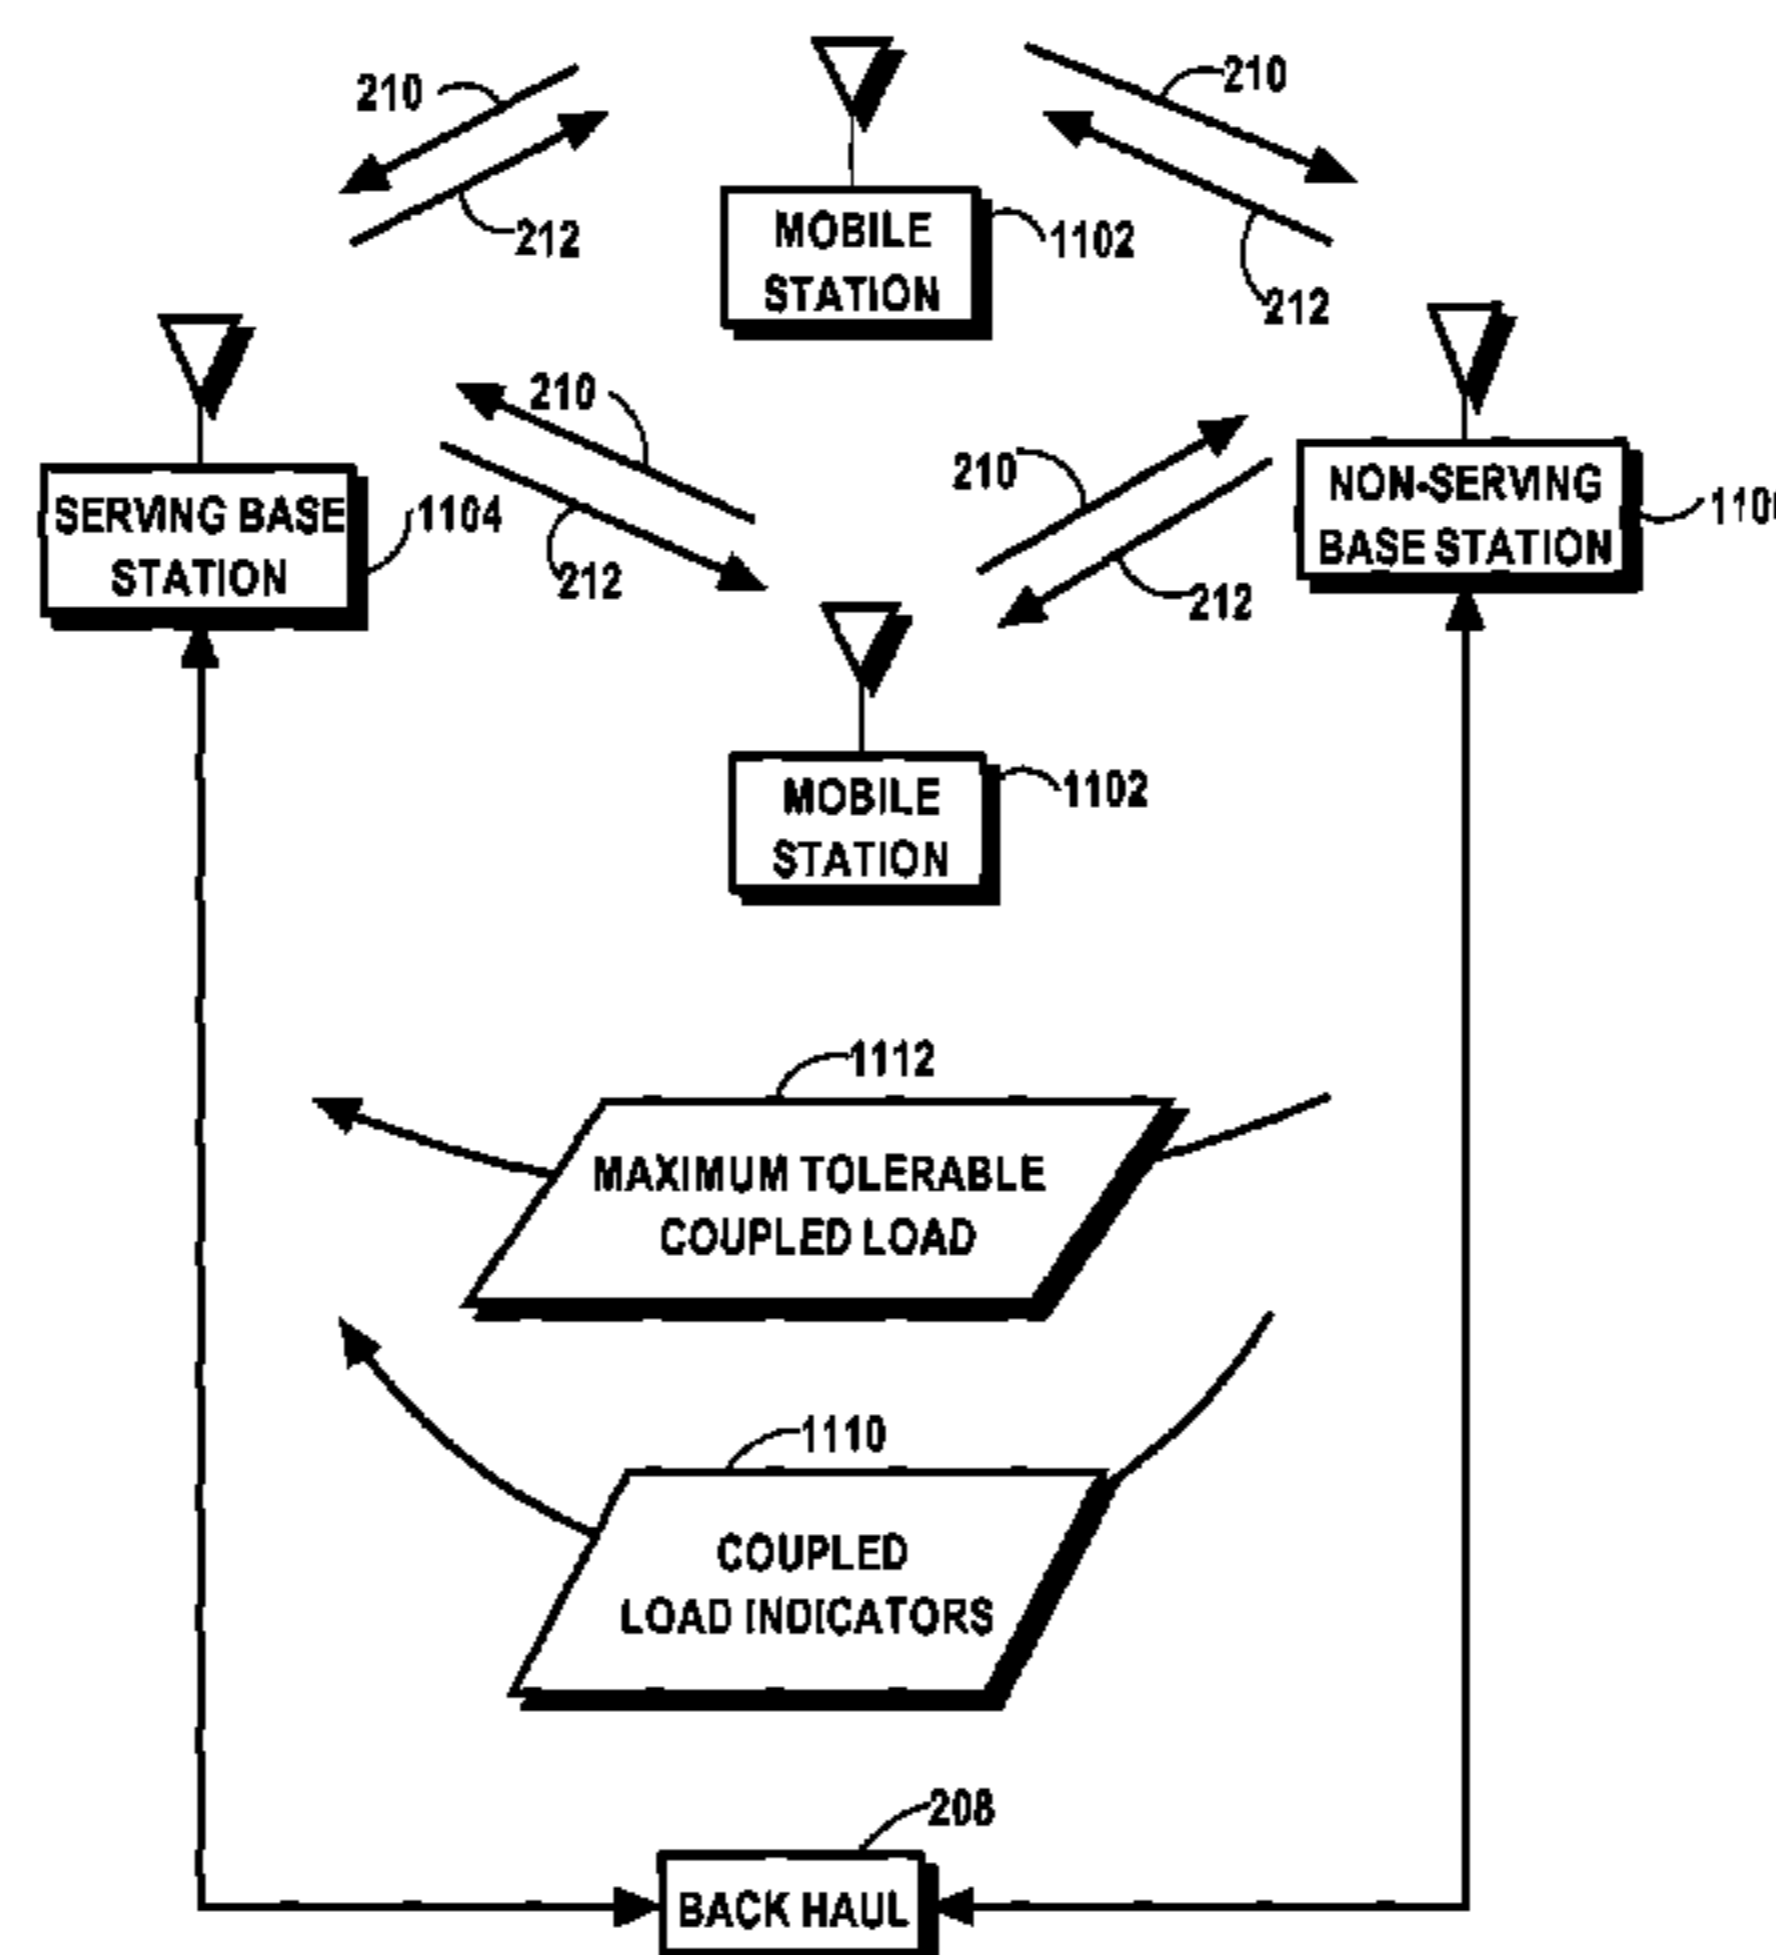 210
210
MOBILE
STATION
1102
212
212
210
SERVING BASE
STATION
1104
212
210
NON-SERVING
BASE STATION
212
MOBILE
STATION
1102
1112
MAXIMUM TOLERABLE
COUPLED LOAD
1110
COUPLED
LOAD INDICATORS
208
BACK HAUL